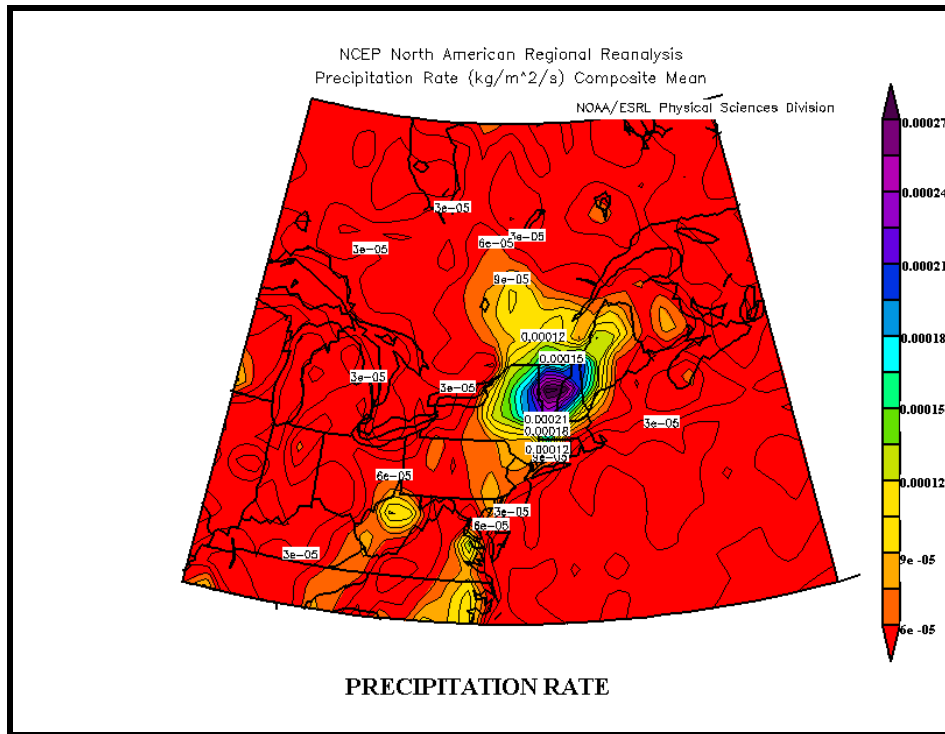 NCEP North American Regional Reanalysis
Precipitation Rate (kg/m^2/s) Composite Mean
NOAA/ESRL Physical Sciences Division
0.00027
0.00024
0.00021
0.00018
0.00015
0.00012
9e -05
6e -05
3e-05
3e-05
6e-05
3e-05
9e-05
0.00012
0.00015
3e-05
3e-05
0.00021
0.00018
3e-05
0.00012
9e-05
6e-05
3e-05
6e-05
3e-05
PRECIPITATION RATE